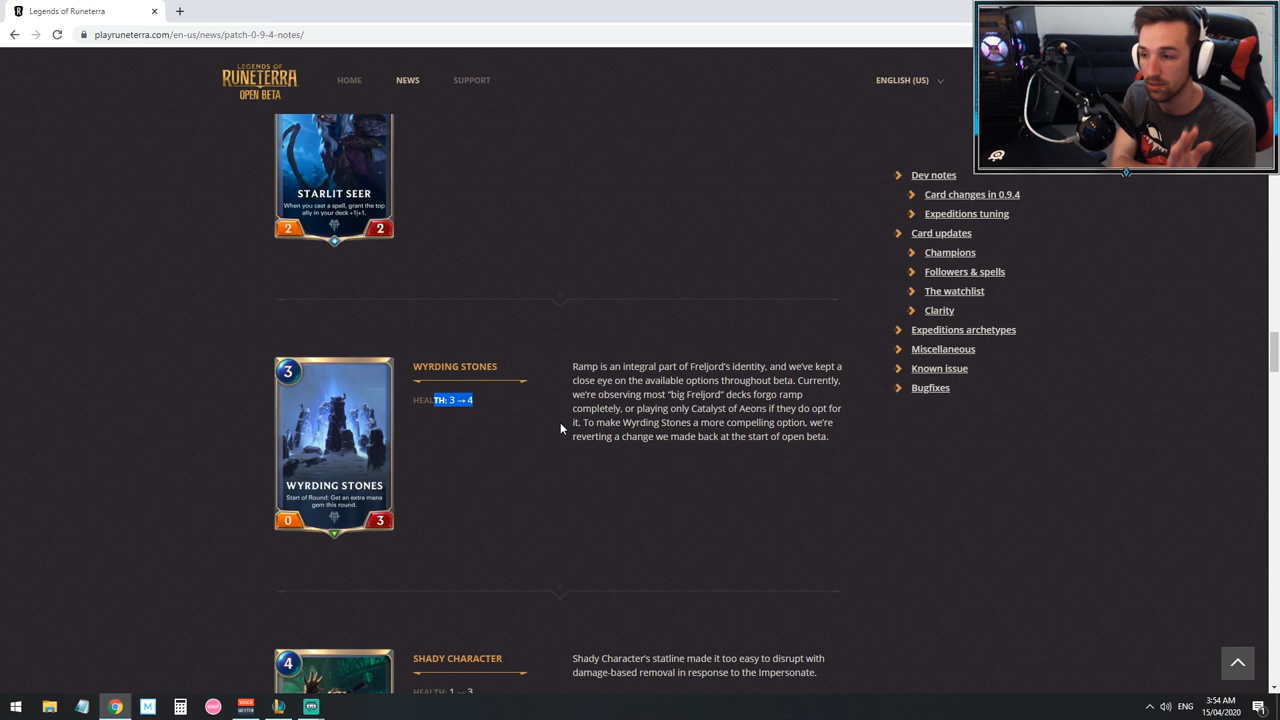 Legends of Runeterra
playruneterra.com/en-us/news/patch-0-9-4-notes/
LEGENDS OF
RUNETERRA
OPEN BETA
HOME
NEWS
SUPPORT
ENGLISH (US)
STARLIT SEER
When you cast a spell, grant the top
ally in your deck +1|+1.
2
2
Dev notes
Card changes in 0.9.4
Expeditions tuning
Card updates
Champions
Followers & spells
The watchlist
Clarity
Expeditions archetypes
Miscellaneous
Known issue
Bugfixes
3
WYRDING STONES
Start of Round: Get an extra mana
gem this round.
0
3
WYRDING STONES
HEALTH: 3 → 4
Ramp is an integral part of Freljord's identity, and we've kept a
close eye on the available options throughout beta. Currently,
we're observing most "big Freljord" decks forgo ramp
completely, or playing only Catalyst of Aeons if they do opt for
it. To make Wyrding Stones a more compelling option, we're
reverting a change we made back at the start of open beta.
4
SHADY CHARACTER
HEALTH: 1 → 3
Shady Character's statline made it too easy to disrupt with
damage-based removal in response to the Impersonate.
ENG
3:54 AM
15/04/2020